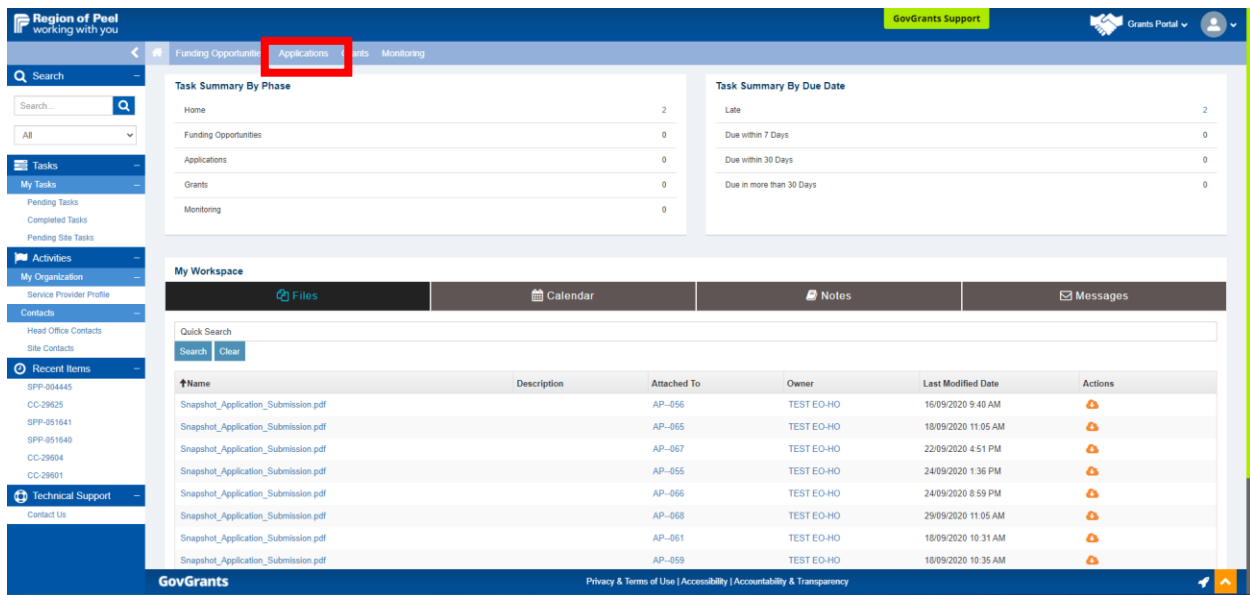 Region of Peel
working with you
GovGrants Support
Grants Portal
Funding Opportunitie Applications Grants Monitoring
Search
Search...
All
Tasks
My Tasks
Pending Tasks
Completed Tasks
Pending Site Tasks
Activities
My Organization
Service Provider Profile
Contacts
Head Office Contacts
Site Contacts
Recent Items
SPP-004445
CC-29625
SPP-051641
SPP-051640
CC-29604
CC-29601
Technical Support
Contact Us
Task Summary By Phase
Home 2
Funding Opportunities 0
Applications 0
Grants 0
Monitoring 0
Task Summary By Due Date
Late 2
Due within 7 Days 0
Due within 30 Days 0
Due in more than 30 Days 0
My Workspace
Files Calendar Notes Messages
Quick Search
Search Clear
Name Description Attached To Owner Last Modified Date Actions
Snapshot_Application_Submission.pdf AP--056 TEST EO-HO 16/09/2020 9:40 AM
Snapshot_Application_Submission.pdf AP--065 TEST EO-HO 18/09/2020 11:05 AM
Snapshot_Application_Submission.pdf AP--067 TEST EO-HO 22/09/2020 4:51 PM
Snapshot_Application_Submission.pdf AP--055 TEST EO-HO 24/09/2020 1:36 PM
Snapshot_Application_Submission.pdf AP--066 TEST EO-HO 24/09/2020 8:59 PM
Snapshot_Application_Submission.pdf AP--068 TEST EO-HO 29/09/2020 11:05 AM
Snapshot_Application_Submission.pdf AP--061 TEST EO-HO 18/09/2020 10:31 AM
Snapshot_Application_Submission.pdf AP--059 TEST EO-HO 18/09/2020 10:35 AM
GovGrants
Privacy & Terms of Use | Accessibility | Accountability & Transparency